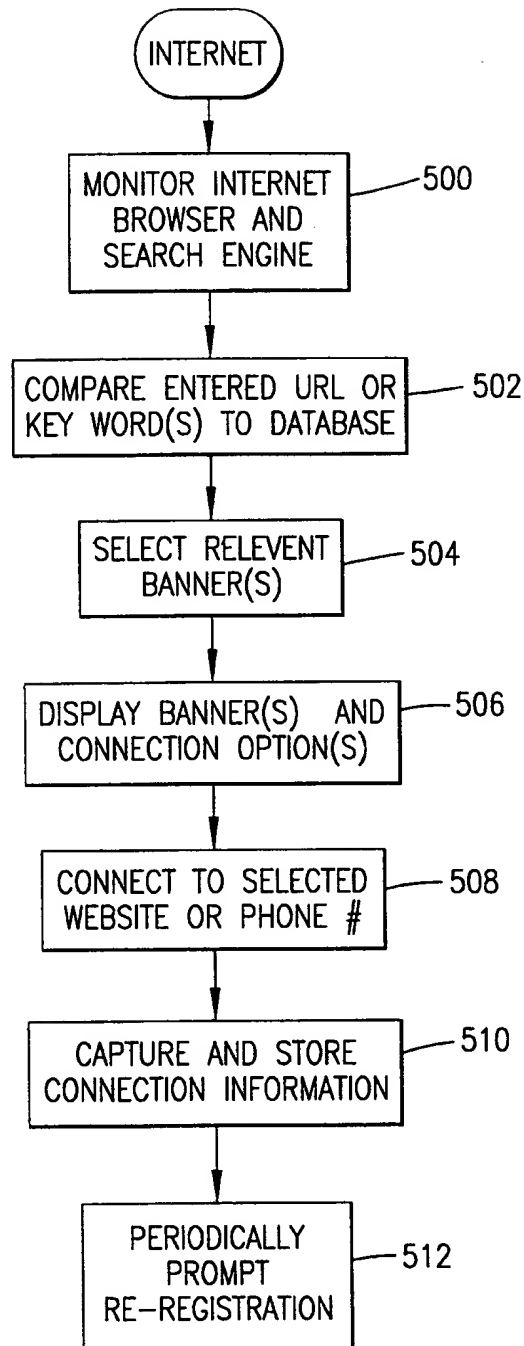 INTERNET
MONITOR INTERNET
BROWSER AND
SEARCH ENGINE
500
COMPARE ENTERED URL OR
KEY WORD(S) TO DATABASE
502
SELECT RELEVENT
BANNER(S)
504
DISPLAY BANNER(S) AND
CONNECTION OPTION(S)
506
CONNECT TO SELECTED
WEBSITE OR PHONE #
508
CAPTURE AND STORE
CONNECTION INFORMATION
510
PERIODICALLY
PROMPT
RE-REGISTRATION
512